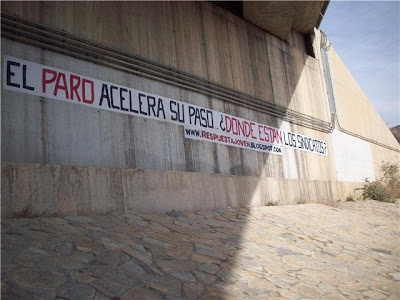 EL PARO ACELERA SU PASO. ¿DONDE ESTAN LOS SINDICATOS?
WWW.RESPUESTAJOVEN.BLOGSPOT.COM